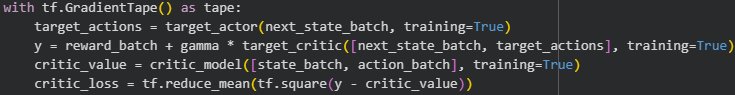 with tf.GradientTape() as tape:
    target_actions = target_actor(next_state_batch, training=True)
    y = reward_batch + gamma * target_critic([next_state_batch, target_actions], training=True)
    critic_value = critic_model([state_batch, action_batch], training=True)
    critic_loss = tf.reduce_mean(tf.square(y - critic_value))